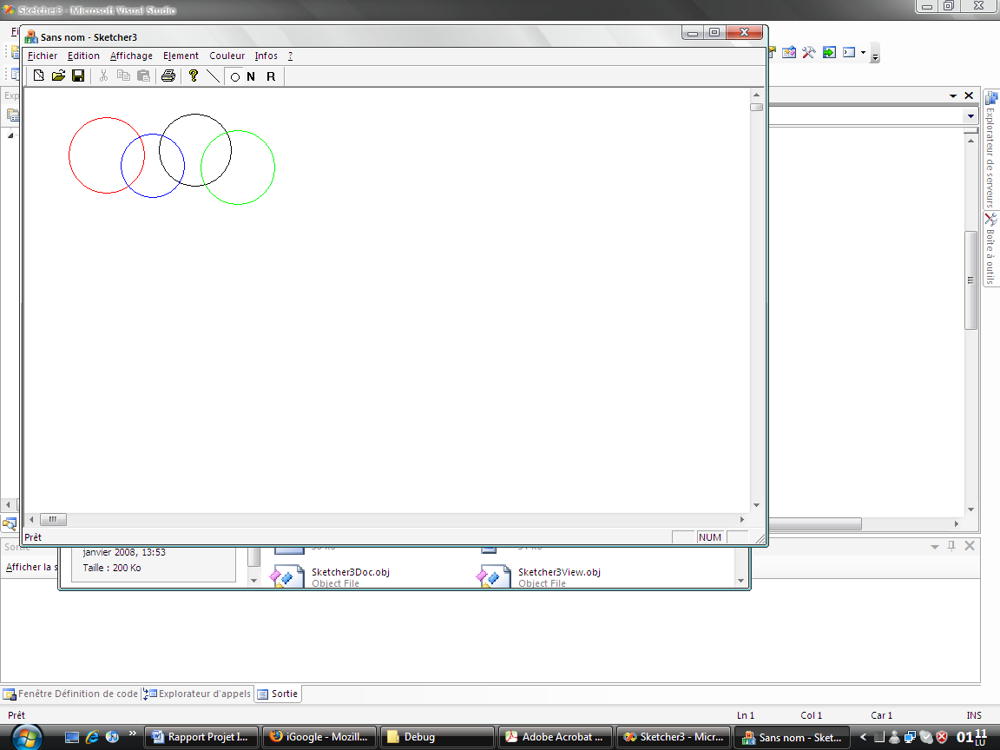 Sketcher3 - Microsoft Visual Studio
Fi
Sans nom - Sketcher3
Fichier Edition Affichage Element Couleur Infos ?
N R
Exp
Explorateur de serveurs
Boîte à outils
Prêt
NUM
Sortie
janvier 2008, 13:53
Afficher la s
Taille : 200 Ko
Sketcher3Doc.obj
Object File
Sketcher3View.obj
Object File
Fenêtre Définition de code
Explorateur d'appels
Sortie
Prêt
Ln 1 Col 1 Car 1 INS
Rapport Projet I...
iGoogle - Mozill...
Debug
Adobe Acrobat ...
Sketcher3 - Micr...
Sans nom - Sket...
01 11
LU